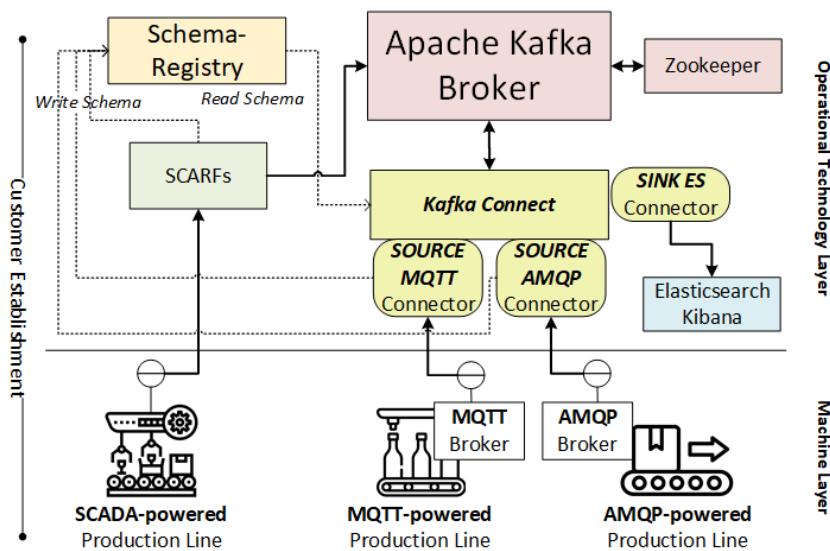 Schema-
Registry
Apache Kafka
Broker
Zookeeper
Write Schema
Read Schema
SCARFs
Kafka Connect
SINK ES
Connector
SOURCE
MQTT
Connector
SOURCE
AMQP
Connector
Elasticsearch
Kibana
Customer Establishment
Operational Technology Layer
Machine Layer
MQTT
Broker
AMQP
Broker
SCADA-powered
Production Line
MQTT-powered
Production Line
AMQP-powered
Production Line